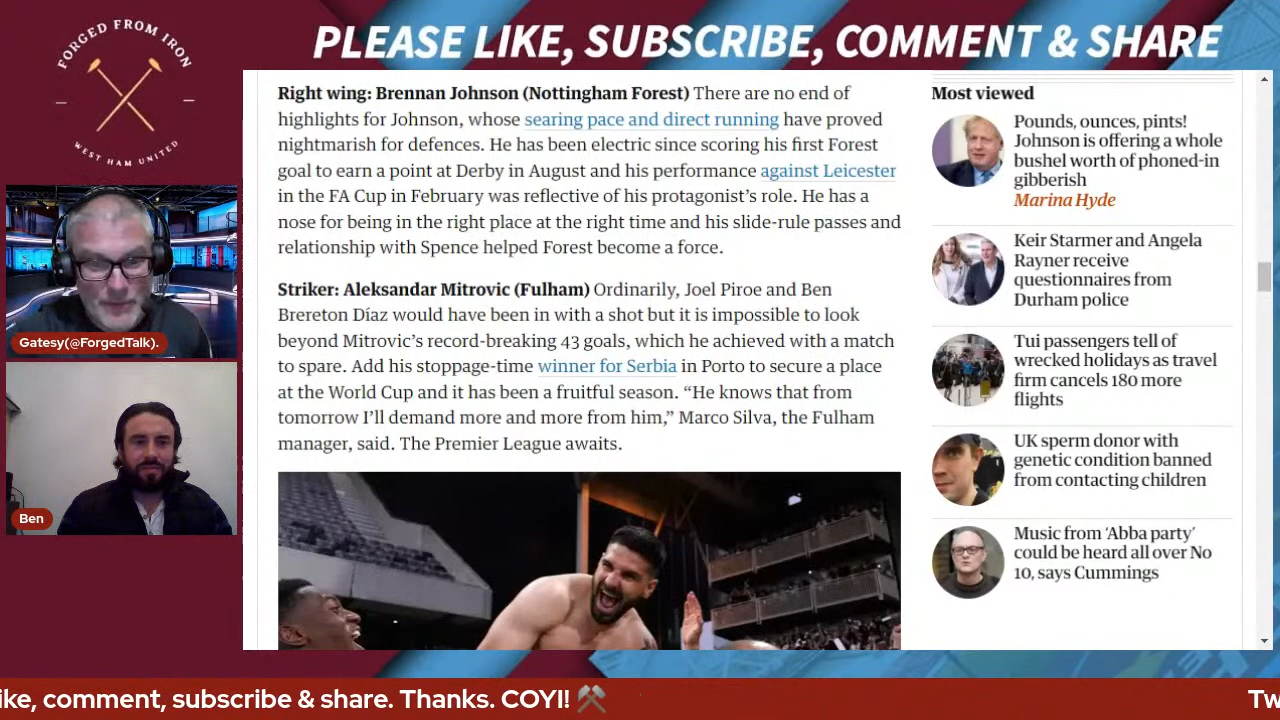 FORGED FROM IRON
WEST HAM UNITED
PLEASE LIKE, SUBSCRIBE, COMMENT & SHARE
Gatesy(@ForgedTalk).
Ben
Right wing: Brennan Johnson (Nottingham Forest) There are no end of
highlights for Johnson, whose searing pace and direct running have proved
nightmarish for defences. He has been electric since scoring his first Forest
goal to earn a point at Derby in August and his performance against Leicester
in the FA Cup in February was reflective of his protagonist’s role. He has a
nose for being in the right place at the right time and his slide-rule passes and
relationship with Spence helped Forest become a force.
Striker: Aleksandar Mitrovic (Fulham) Ordinarily, Joel Piroe and Ben
Brereton Díaz would have been in with a shot but it is impossible to look
beyond Mitrovic’s record-breaking 43 goals, which he achieved with a match
to spare. Add his stoppage-time winner for Serbia in Porto to secure a place
at the World Cup and it has been a fruitful season. “He knows that from
tomorrow I’ll demand more and more from him,” Marco Silva, the Fulham
manager, said. The Premier League awaits.
Most viewed
Pounds, ounces, pints!
Johnson is offering a whole
bushel worth of phoned-in
gibberish
Marina Hyde
Keir Starmer and Angela
Rayner receive
questionnaires from
Durham police
Tui passengers tell of
wrecked holidays as travel
firm cancels 180 more
flights
UK sperm donor with
genetic condition banned
from contacting children
Music from ‘Abba party’
could be heard all over No
10, says Cummings
ike, comment, subscribe & share. Thanks. COYI! ⚒️
Tw